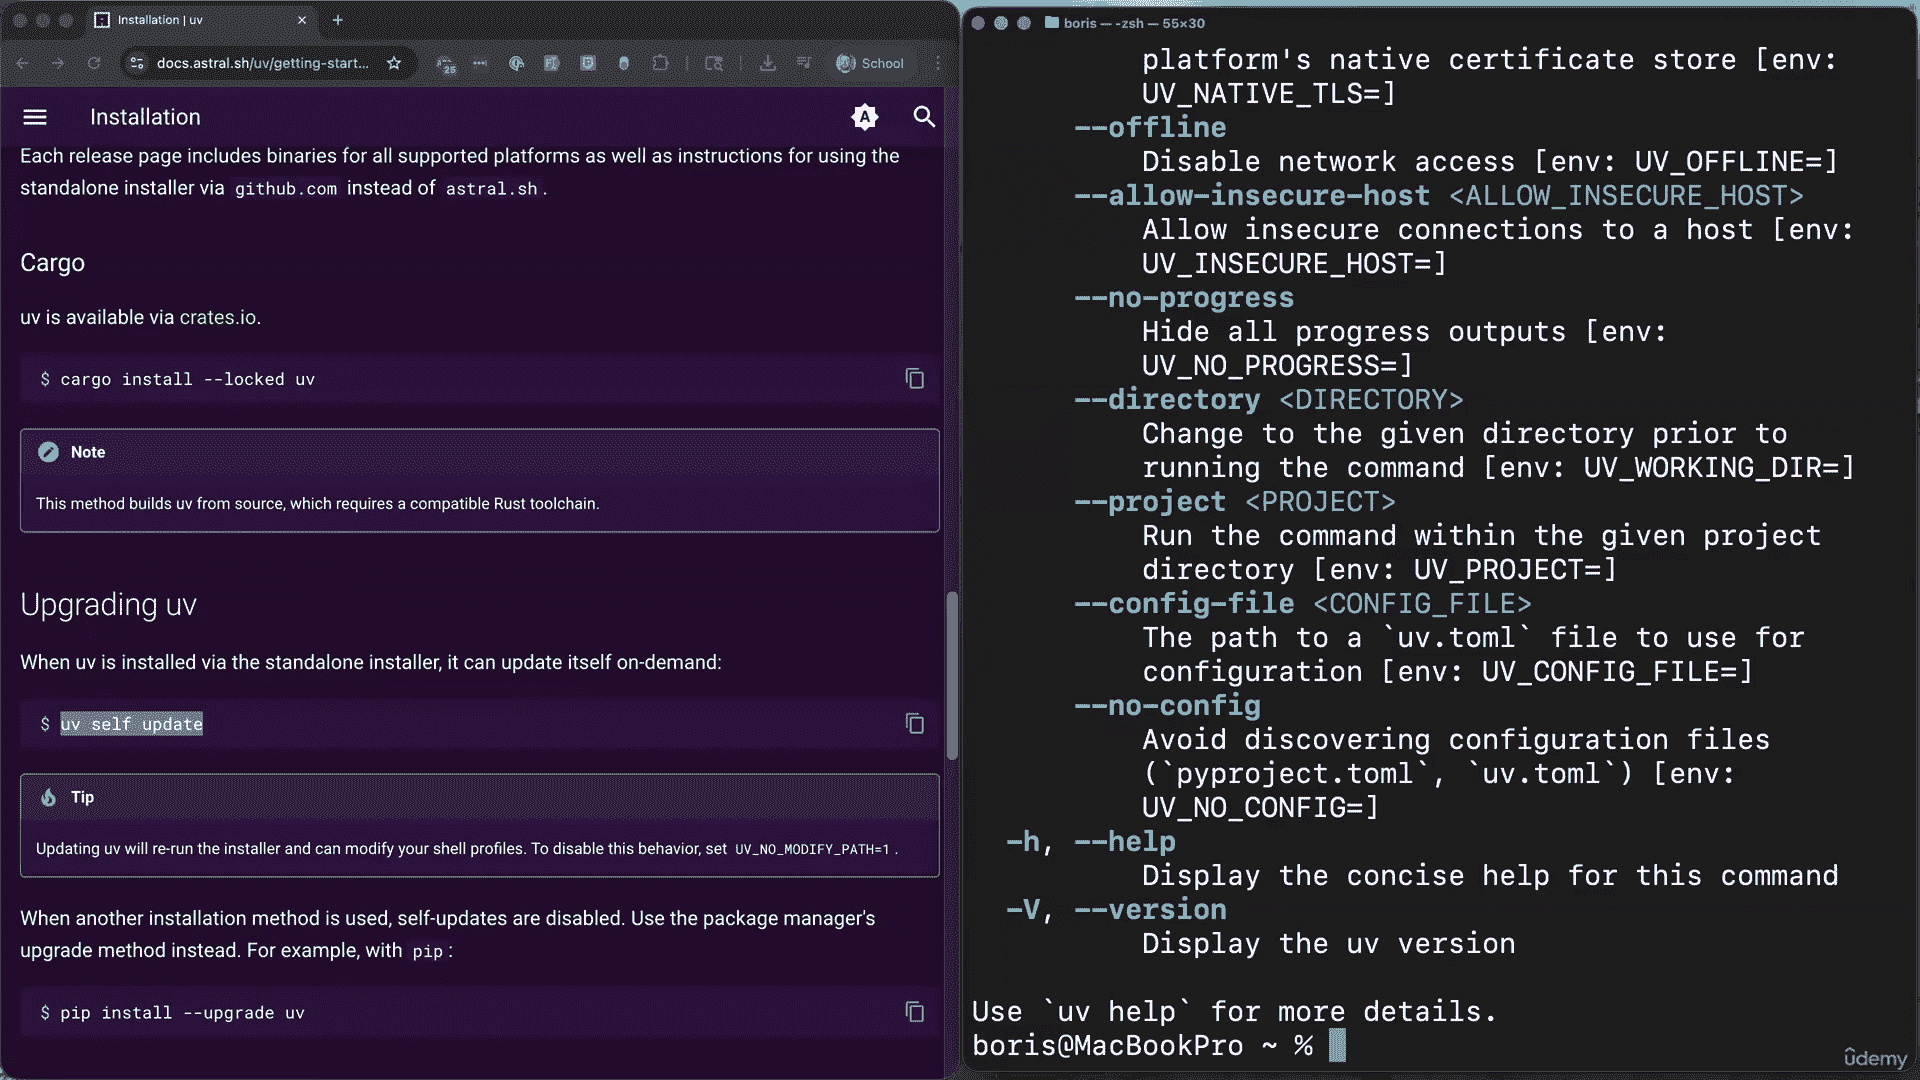 Installation | uv
docs.astral.sh/uv/getting-start...
25
School
Installation
A
Each release page includes binaries for all supported platforms as well as instructions for using the
standalone installer via github.com instead of astral.sh.
Cargo
uv is available via crates.io.
$ cargo install --locked uv
Note
This method builds uv from source, which requires a compatible Rust toolchain.
Upgrading uv
When uv is installed via the standalone installer, it can update itself on-demand:
$ uv self update
Tip
Updating uv will re-run the installer and can modify your shell profiles. To disable this behavior, set UV_NO_MODIFY_PATH=1.
When another installation method is used, self-updates are disabled. Use the package manager's
upgrade method instead. For example, with pip:
$ pip install --upgrade uv
boris — -zsh — 55×30
platform's native certificate store [env:
UV_NATIVE_TLS=]
--offline
Disable network access [env: UV_OFFLINE=]
--allow-insecure-host <ALLOW_INSECURE_HOST>
Allow insecure connections to a host [env:
UV_INSECURE_HOST=]
--no-progress
Hide all progress outputs [env:
UV_NO_PROGRESS=]
--directory <DIRECTORY>
Change to the given directory prior to
running the command [env: UV_WORKING_DIR=]
--project <PROJECT>
Run the command within the given project
directory [env: UV_PROJECT=]
--config-file <CONFIG_FILE>
The path to a `uv.toml` file to use for
configuration [env: UV_CONFIG_FILE=]
--no-config
Avoid discovering configuration files
(`pyproject.toml`, `uv.toml`) [env:
UV_NO_CONFIG=]
-h, --help
Display the concise help for this command
-V, --version
Display the uv version
Use `uv help` for more details.
boris@MacBookPro ~ %
udemy